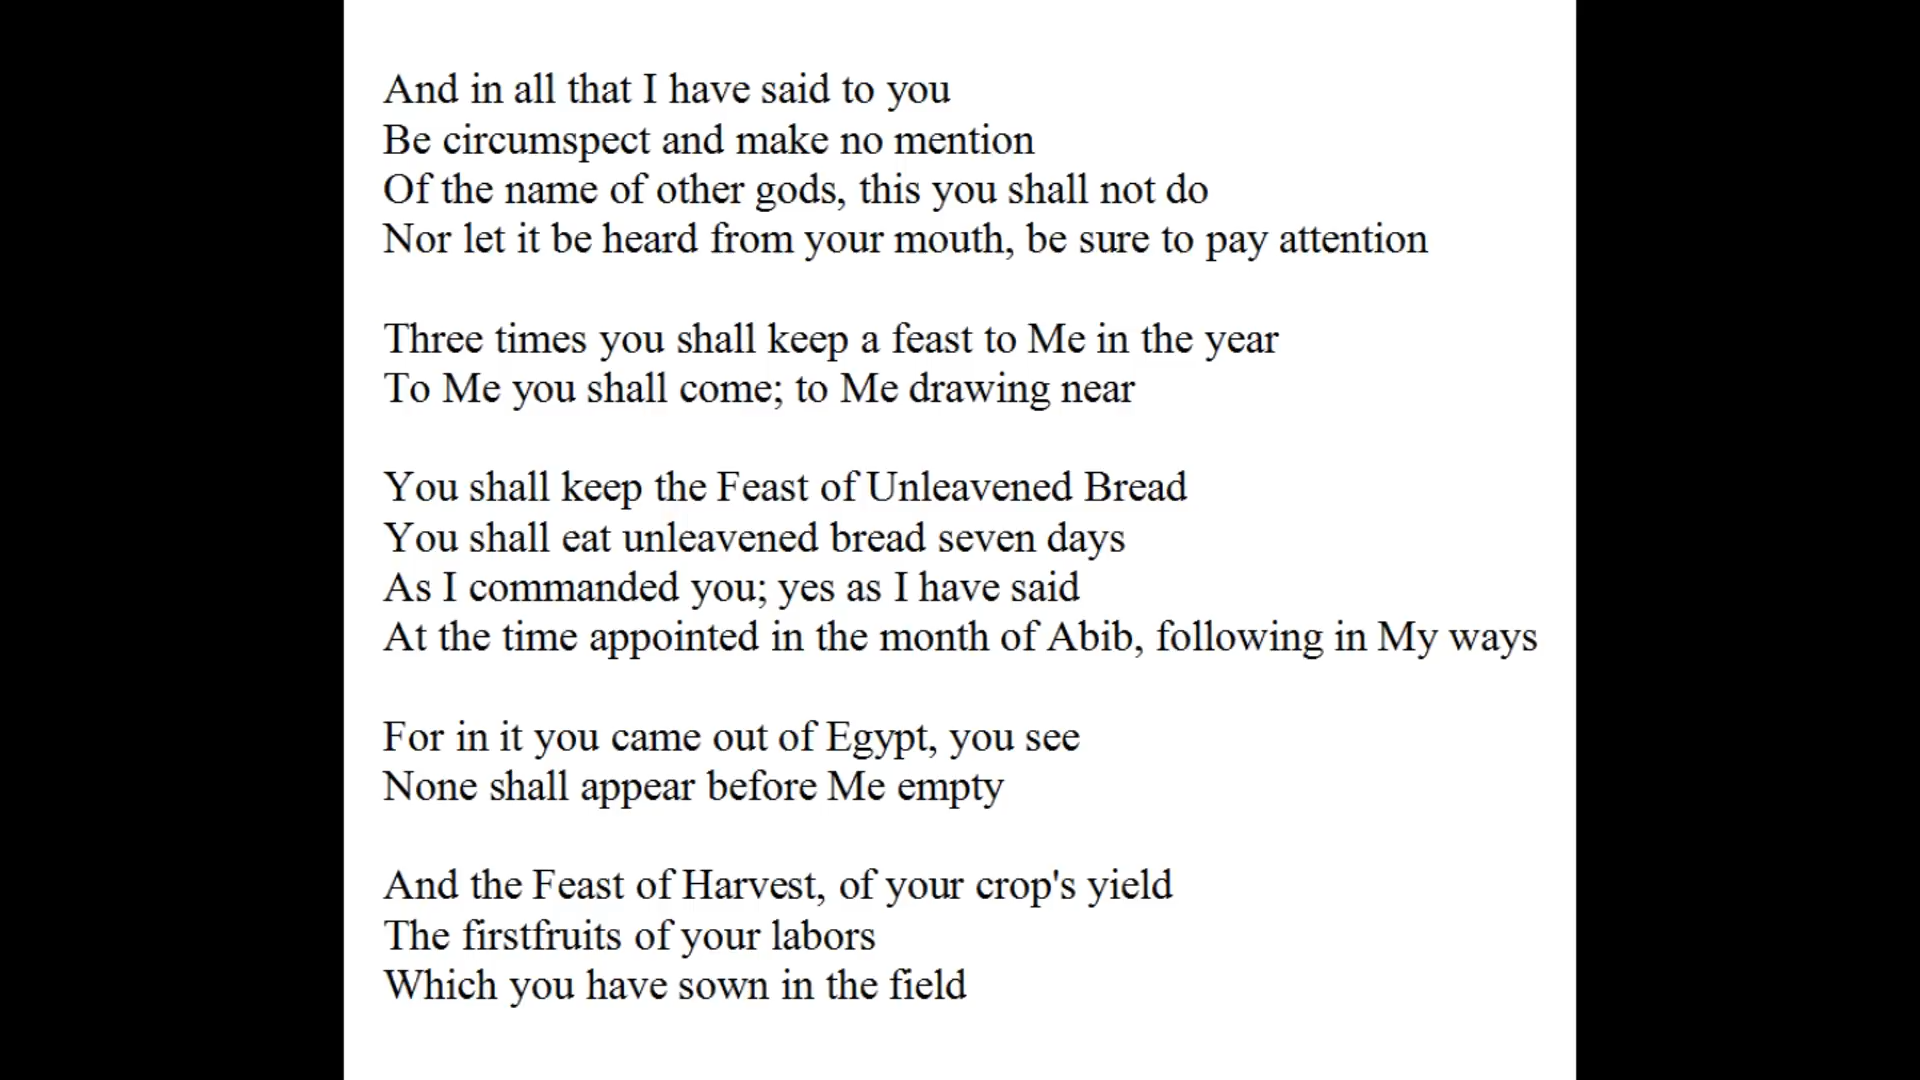 And in all that I have said to you
Be circumspect and make no mention
Of the name of other gods, this you shall not do
Nor let it be heard from your mouth, be sure to pay attention
Three times you shall keep a feast to Me in the year
To Me you shall come; to Me drawing near
You shall keep the Feast of Unleavened Bread
You shall eat unleavened bread seven days
As I commanded you; yes as I have said
At the time appointed in the month of Abib, following in My ways
For in it you came out of Egypt, you see
None shall appear before Me empty
And the Feast of Harvest, of your crop's yield
The firstfruits of your labors
Which you have sown in the field